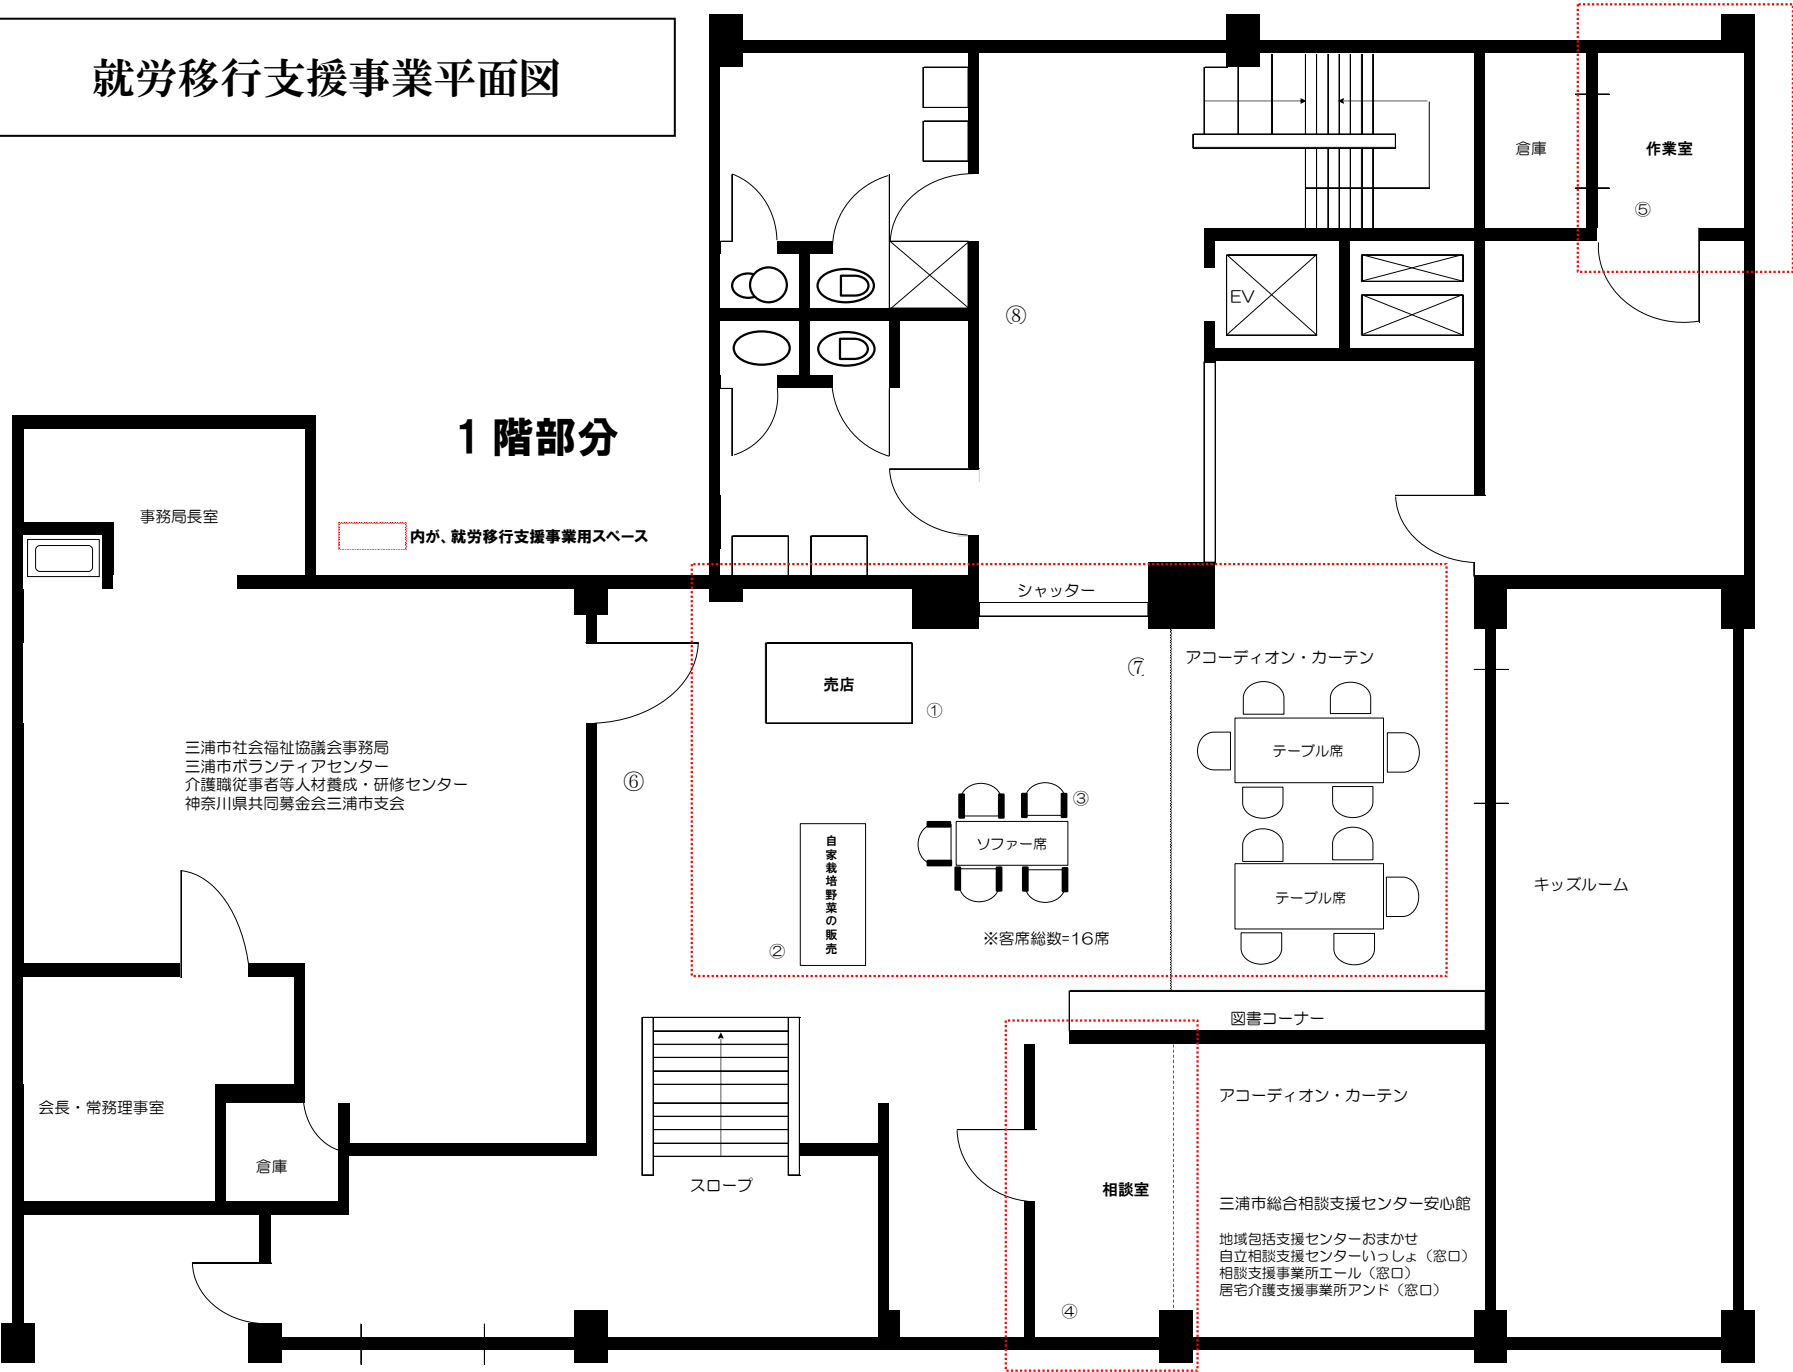 就労移行支援事業平面図
倉庫
作業室
⑤
EV
⑧
1階部分
事務局長室
内が、就労移行支援事業用スペース
シャッター
⑦
アコーディオン・カーテン
売店
①
テーブル席
三浦市社会福祉協議会事務局
三浦市ボランティアセンター
介護職従事者等人材養成・研修センター
神奈川県共同募金会三浦市支会
⑥
③
ソファー席
自家栽培野菜の販売
テーブル席
キッズルーム
②
※客席総数=16席
図書コーナー
会長・常務理事室
アコーディオン・カーテン
倉庫
スロープ
相談室
三浦市総合相談支援センター安心館
地域包括支援センターおまかせ
自立相談支援センターいっしょ（窓口）
相談支援事業所エール（窓口）
居宅介護支援事業所アンド（窓口）
④